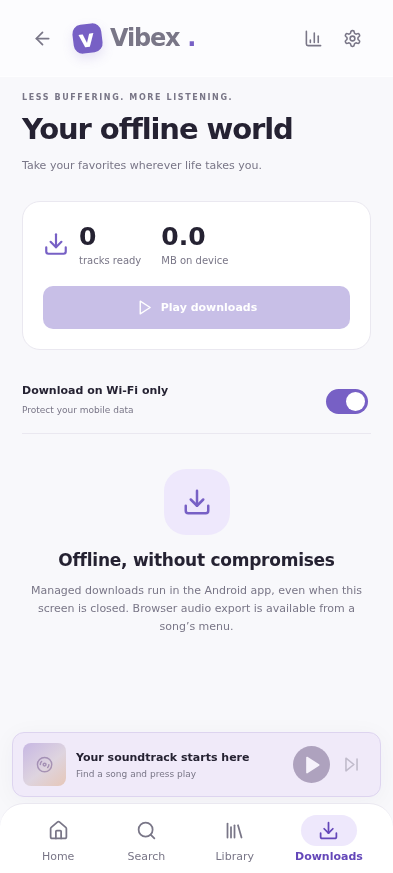 Vibex .
LESS BUFFERING. MORE LISTENING.
Your offline world
Take your favorites wherever life takes you.
0
tracks ready
0.0
MB on device
Play downloads
Download on Wi-Fi only
Protect your mobile data
Offline, without compromises
Managed downloads run in the Android app, even when this
screen is closed. Browser audio export is available from a
song’s menu.
Your soundtrack starts here
Find a song and press play
Home
Search
Library
Downloads